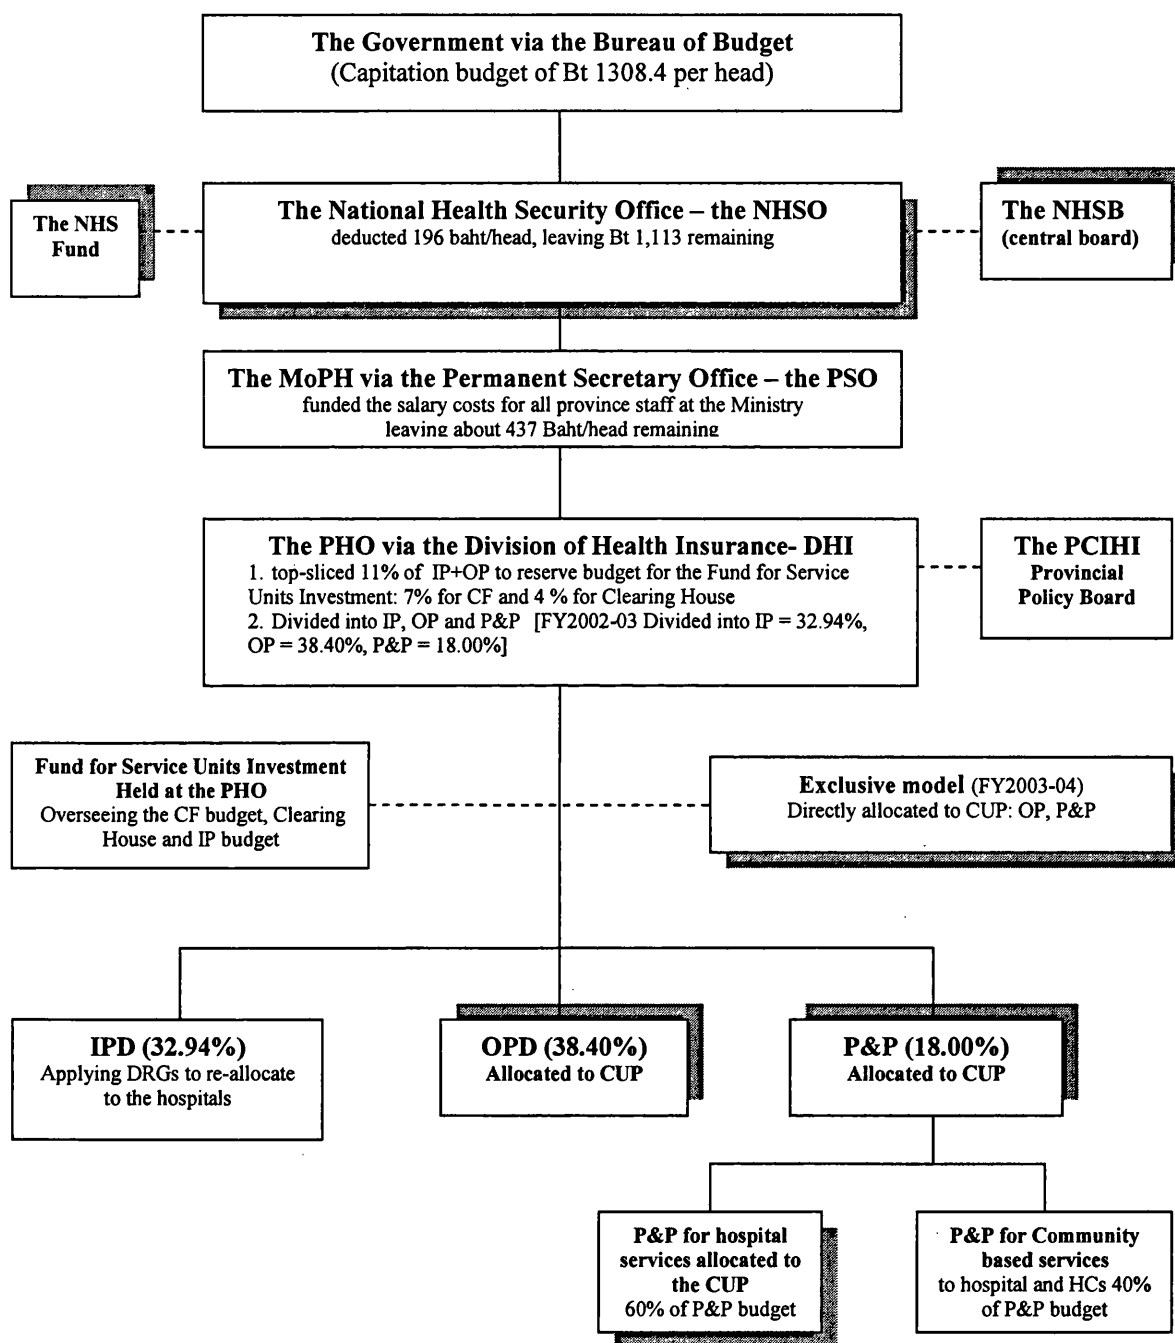 The Government via the Bureau of Budget
(Capitation budget of Bt 1308.4 per head)
The NHS
Fund
The National Health Security Office – the NHSO
deducted 196 baht/head, leaving Bt 1,113 remaining
The NHSB
(central board)
The MoPH via the Permanent Secretary Office – the PSO
funded the salary costs for all province staff at the Ministry
leaving about 437 Baht/head remaining
The PHO via the Division of Health Insurance- DHI
1. top-sliced 11% of IP+OP to reserve budget for the Fund for Service
Units Investment: 7% for CF and 4 % for Clearing House
2. Divided into IP, OP and P&P [FY2002-03 Divided into IP = 32.94%,
OP = 38.40%, P&P = 18.00%]
The PCIHI
Provincial
Policy Board
Fund for Service Units Investment
Held at the PHO
Overseeing the CF budget, Clearing
House and IP budget
Exclusive model (FY2003-04)
Directly allocated to CUP: OP, P&P
IPD (32.94%)
Applying DRGs to re-allocate
to the hospitals
OPD (38.40%)
Allocated to CUP
P&P (18.00%)
Allocated to CUP
P&P for hospital
services allocated to
the CUP
60% of P&P budget
P&P for Community
based services
to hospital and HCs 40%
of P&P budget